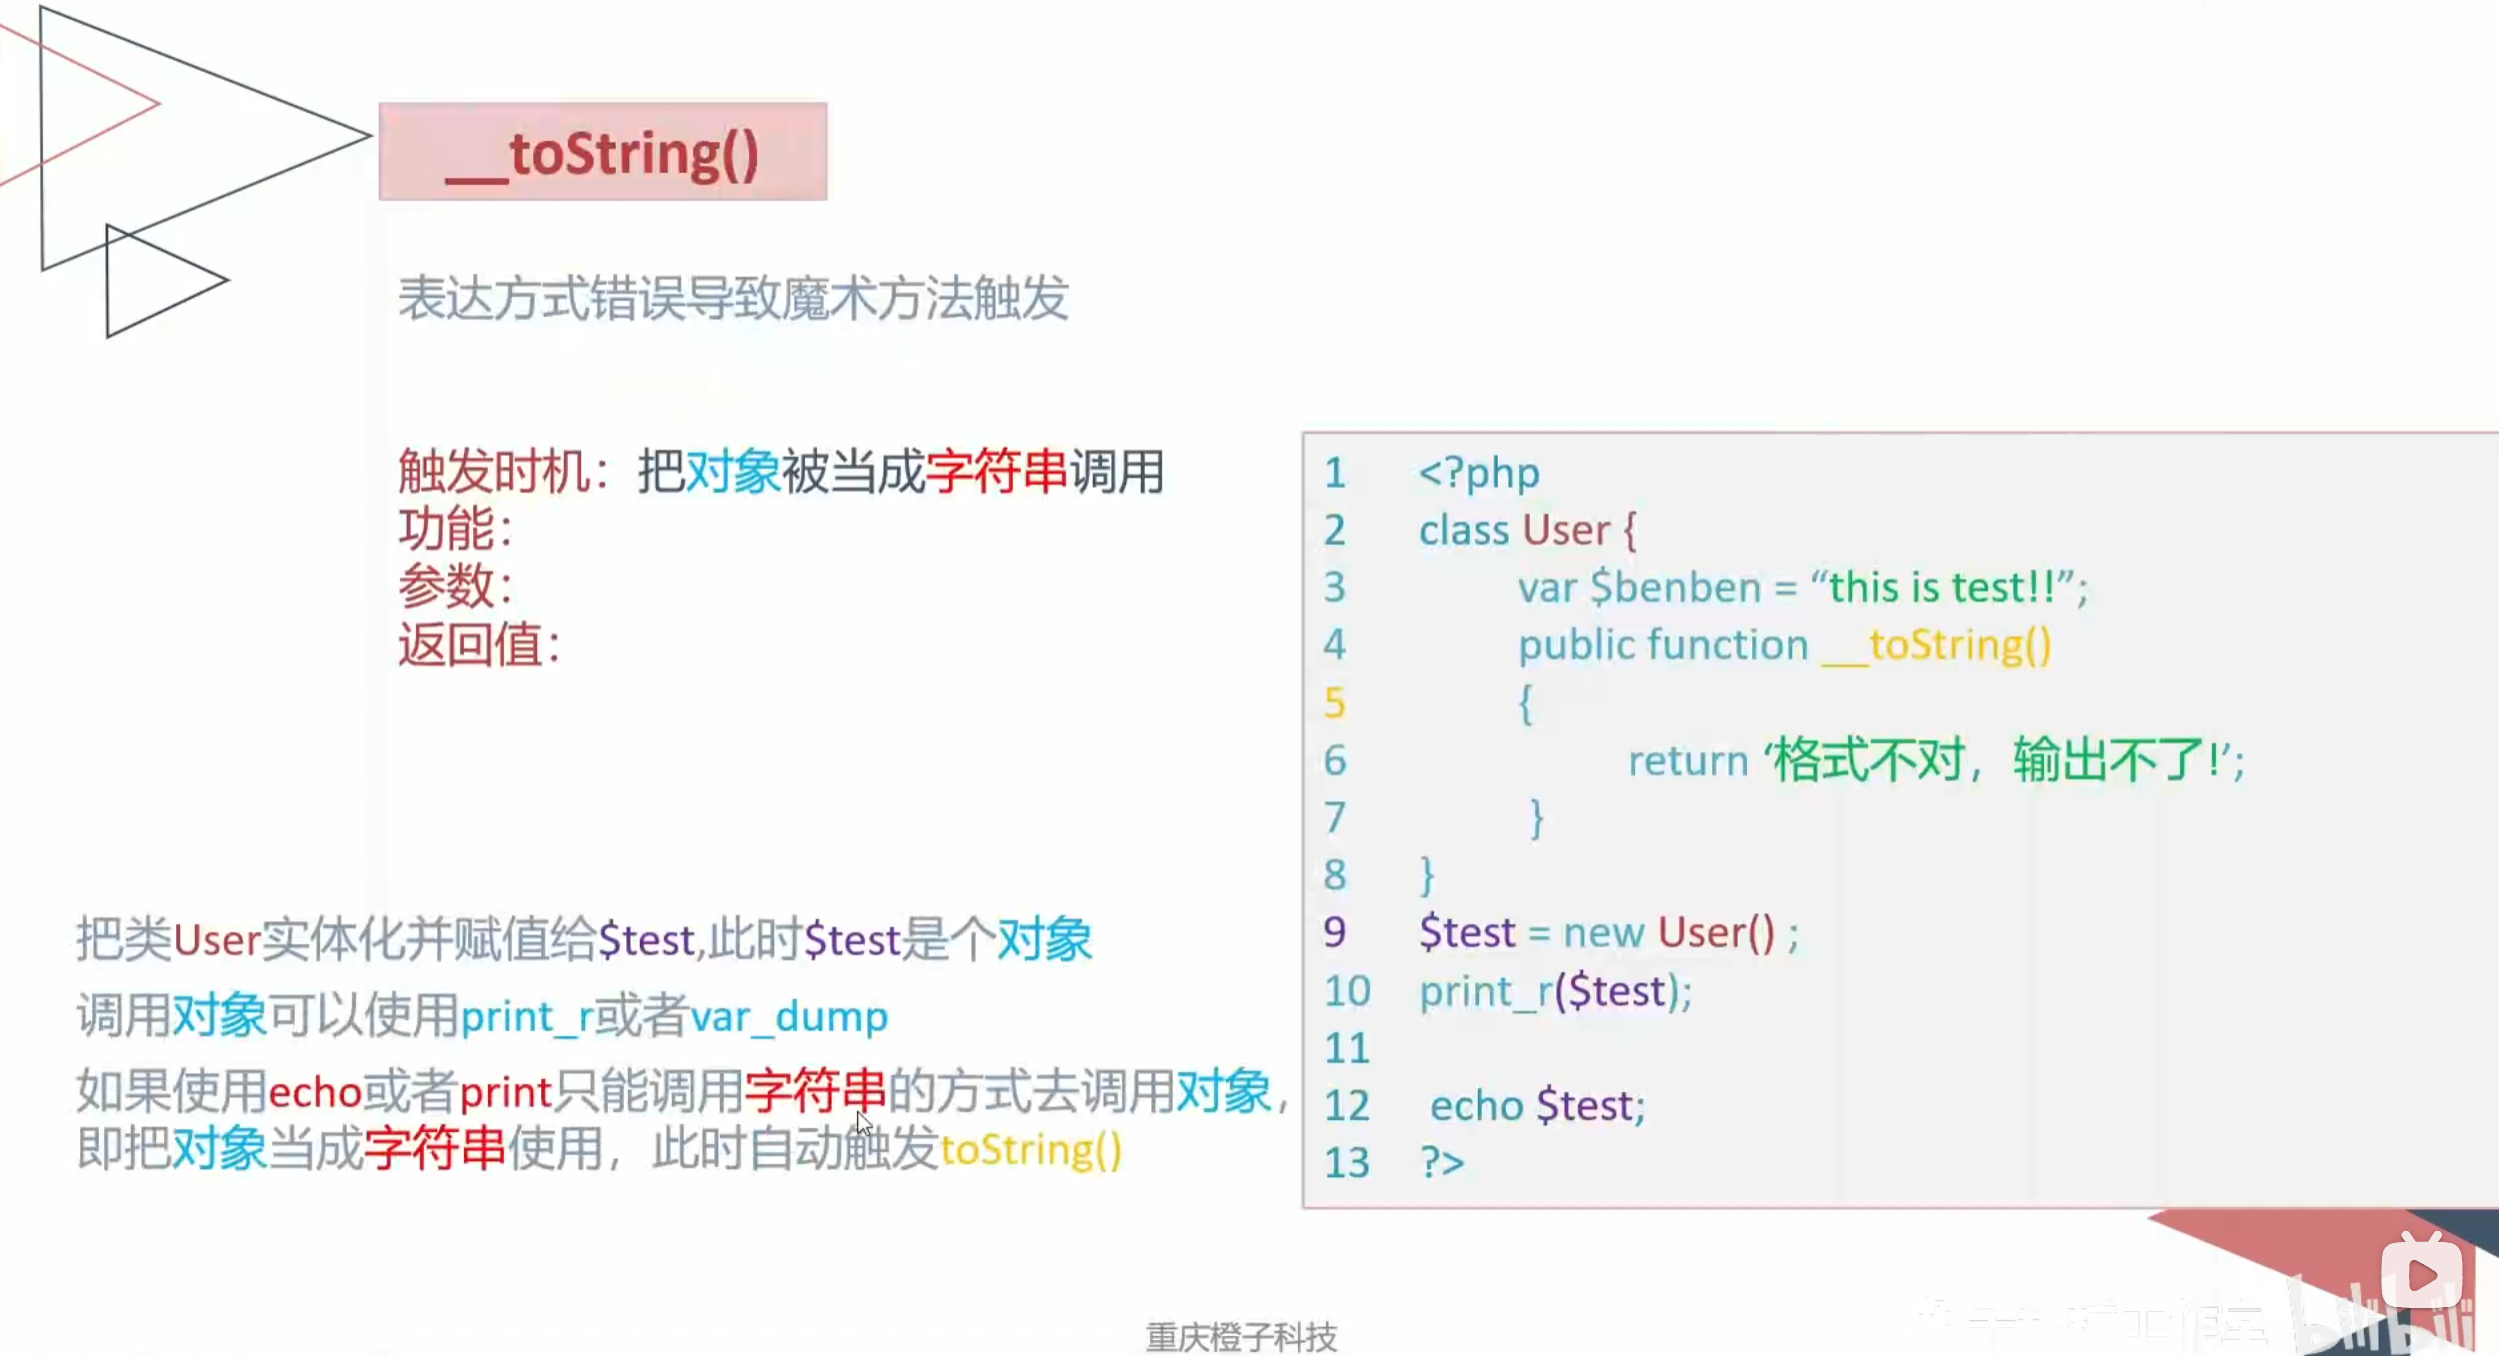 __toString()
表达方式错误导致魔术方法触发
触发时机：把对象被当成字符串调用
功能：
参数：
返回值：
把类User实体化并赋值给$test,此时$test是个对象
调用对象可以使用print_r或者var_dump
如果使用echo或者print只能调用字符串的方式去调用对象，
即把对象当成字符串使用，此时自动触发toString()
1 <?php
2 class User {
3 var $benben = “this is test!!”;
4 public function __toString()
5 {
6 return ‘格式不对，输出不了!’;
7 }
8 }
9 $test = new User() ;
10 print_r($test);
11
12 echo $test;
13 ?>
重庆橙子科技
bilibili